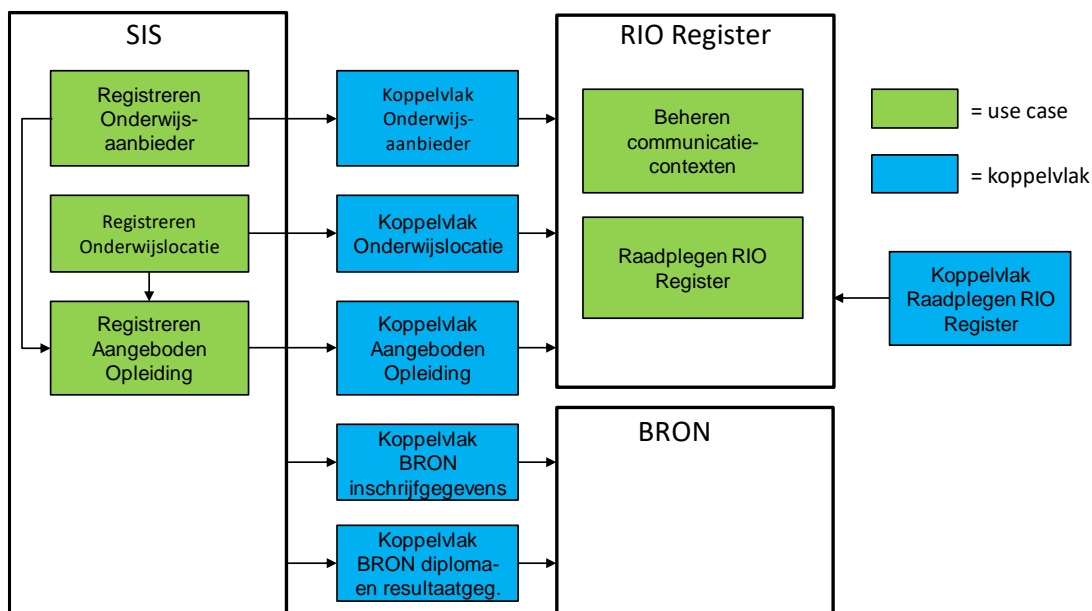 SIS
Registreren
Onderwijs-
aanbieder
Registreren
Onderwijslocatie
Registreren
Aangeboden
Opleiding
Koppelvlak
Onderwijs-
aanbieder
Koppelvlak
Onderwijslocatie
Koppelvlak
Aangeboden
Opleiding
Koppelvlak
BRON
inschrijfgegevens
Koppelvlak
BRON diploma-
en resultaatgeg.
RIO Register
Beheren
communicatie-
contexten
Raadplegen RIO
Register
BRON
= use case
= koppelvlak
Koppelvlak
Raadplegen RIO
Register